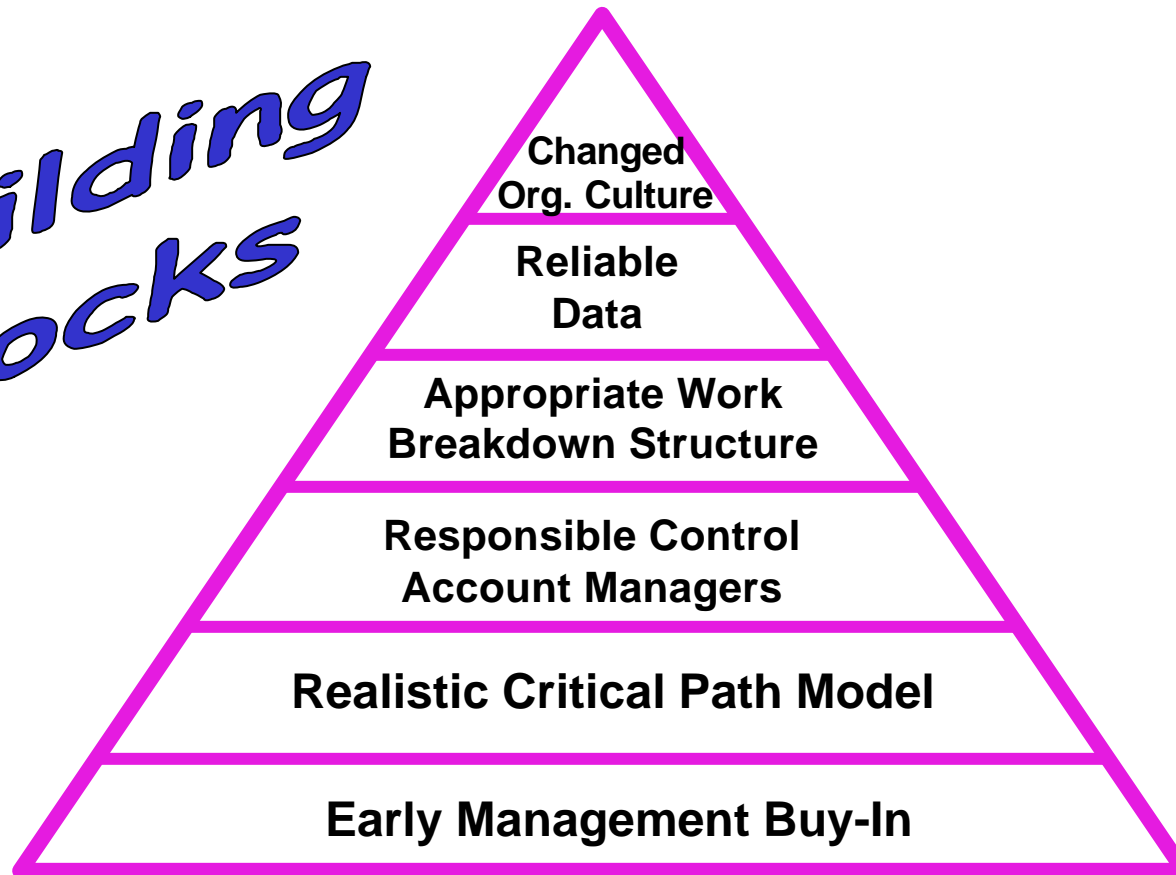 ilding
ocks
Changed
Org. Culture
Reliable
Data
Appropriate Work
Breakdown Structure
Responsible Control
Account Managers
Realistic Critical Path Model
Early Management Buy-In